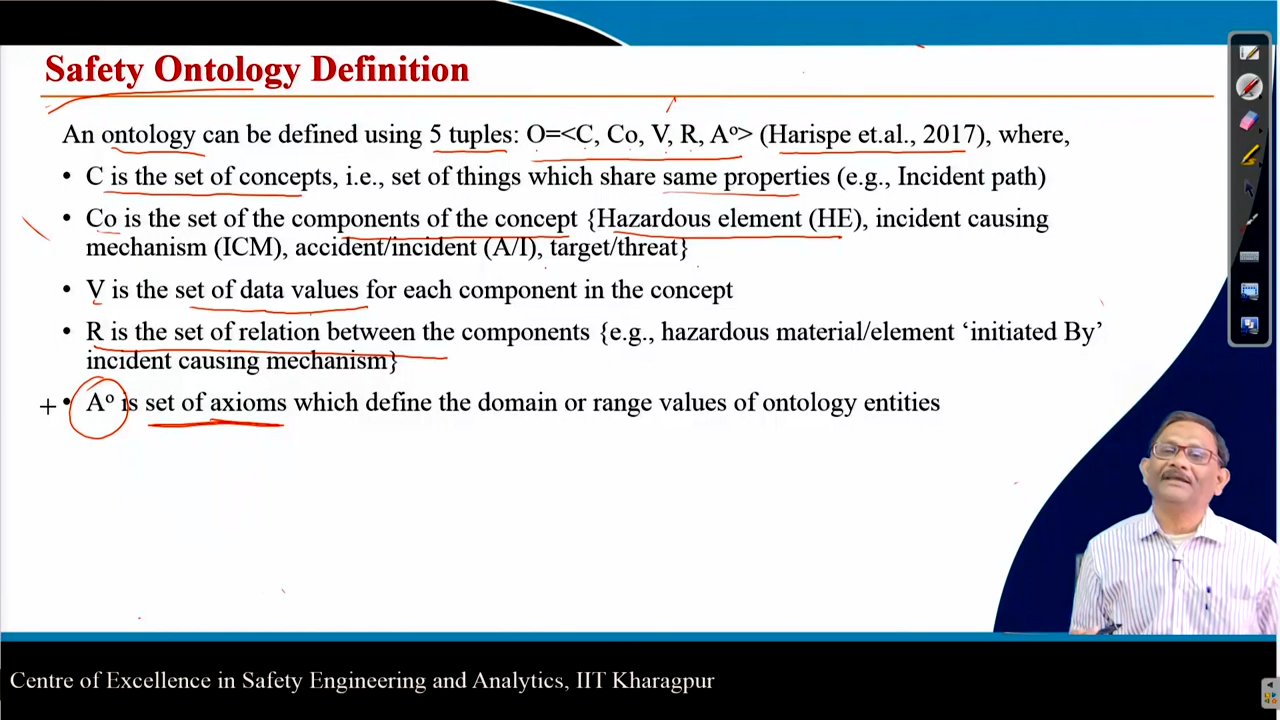 Safety Ontology Definition
An ontology can be defined using 5 tuples: O=<C, Co, V, R, Aᵒ> (Harispe et.al., 2017), where,
• C is the set of concepts, i.e., set of things which share same properties (e.g., Incident path)
• Co is the set of the components of the concept {Hazardous element (HE), incident causing
mechanism (ICM), accident/incident (A/I), target/threat}
• V is the set of data values for each component in the concept
• R is the set of relation between the components {e.g., hazardous material/element ‘initiated By’
incident causing mechanism}
• Aᵒ is set of axioms which define the domain or range values of ontology entities
Centre of Excellence in Safety Engineering and Analytics, IIT Kharagpur